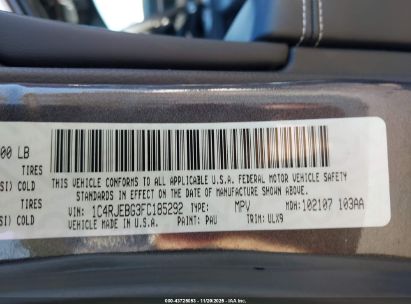 00 LB
TIRES
SI) COLD
THIS VEHICLE CONFORMS TO ALL APPLICABLE U.S.A. FEDERAL MOTOR VEHICLE SAFETY
STANDARDS IN EFFECT ON THE DATE OF MANUFACTURE SHOWN ABOVE.
TIRES
SI) COLD
VIN: 1C4RJEBG3FC185292 TYPE: MPV MDH: 102107 103AA
VEHICLE MADE IN U.S.A. PAINT: PAU TRIM: ULX9